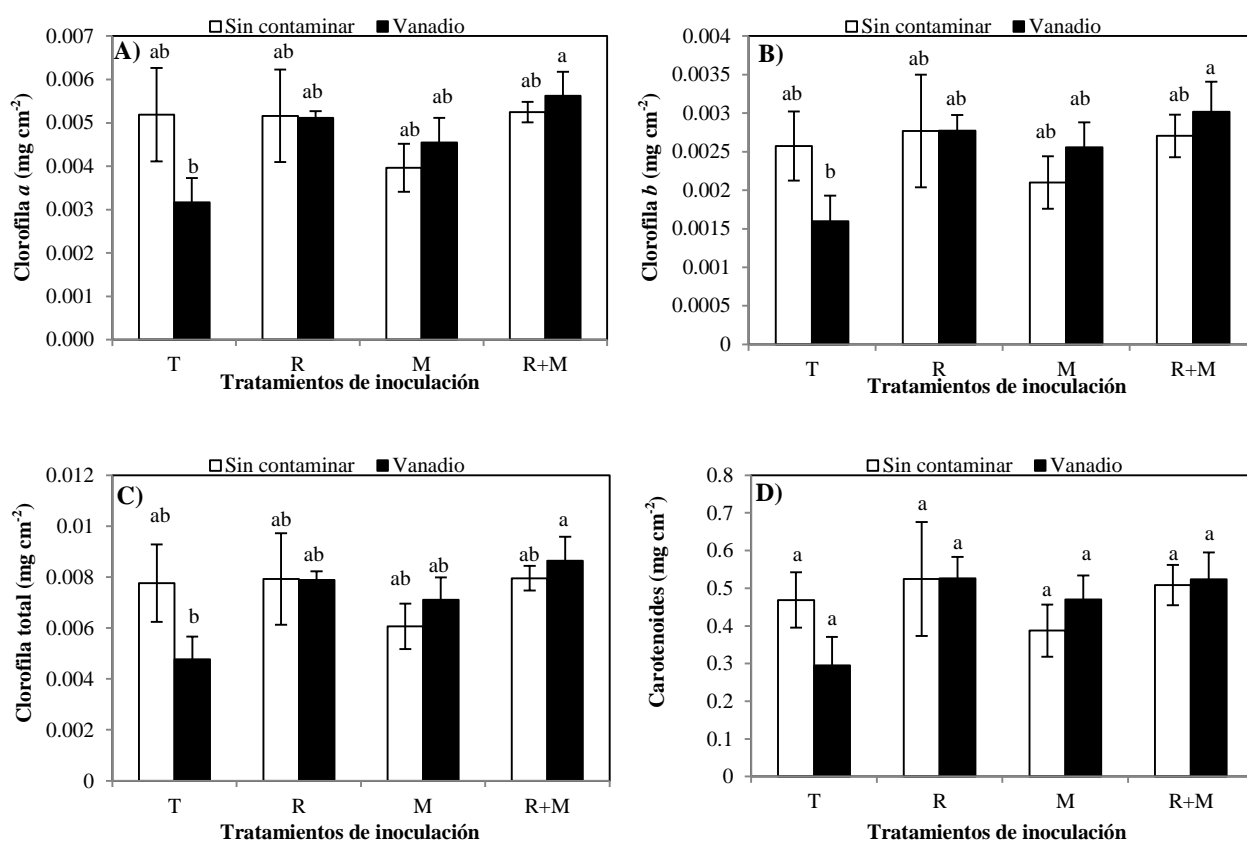 □Sin contaminar ■Vanadio
A)
Clorofila a (mg cm-2)
0.007
0.006
0.005
0.004
0.003
0.002
0.001
0.000
ab
b
ab
ab
ab
ab
ab
a
T R M R+M
Tratamientos de inoculación
□Sin contaminar ■Vanadio
B)
Clorofila b (mg cm-2)
0.004
0.0035
0.003
0.0025
0.002
0.0015
0.001
0.0005
0
ab
b
ab
ab
ab
ab
ab
a
T R M R+M
Tratamientos de inoculación
□Sin contaminar ■Vanadio
C)
Clorofila total (mg cm-2)
0.012
0.01
0.008
0.006
0.004
0.002
0
ab
b
ab
ab
ab
ab
ab
a
T R M R+M
Tratamientos de inoculación
□Sin contaminar ■Vanadio
D)
Carotenoides (mg cm-2)
0.8
0.7
0.6
0.5
0.4
0.3
0.2
0.1
0
a
a
a
a
a
a
a
a
T R M R+M
Tratamientos de inoculación